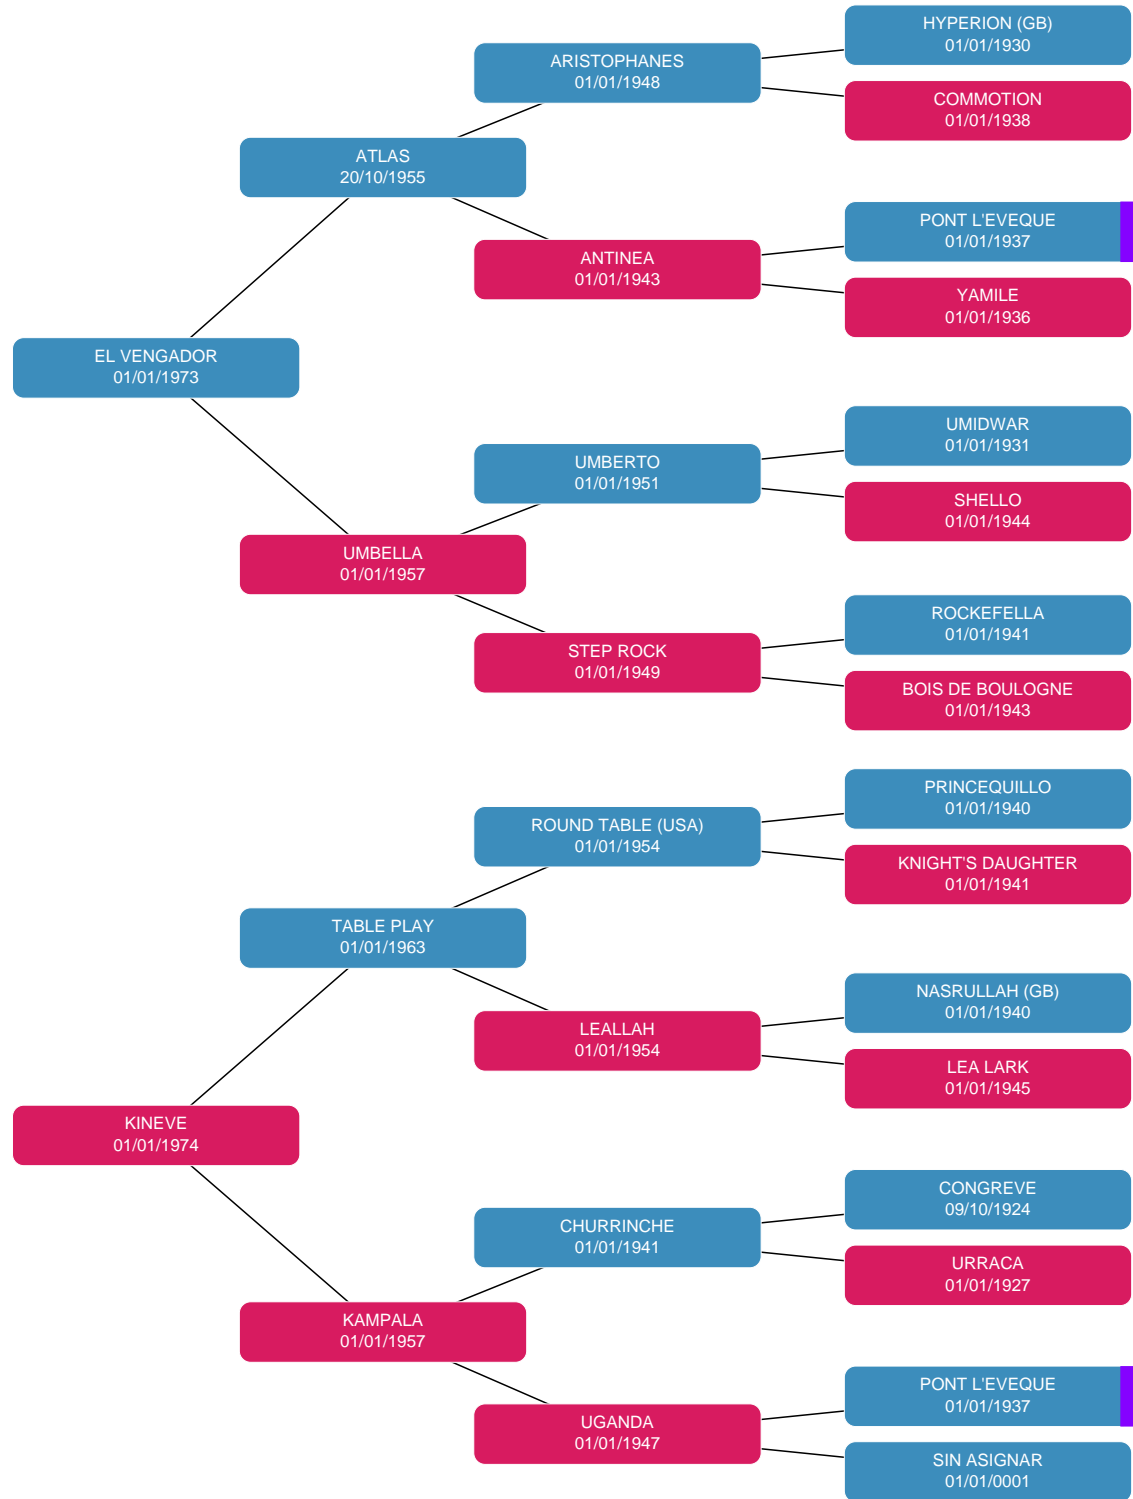 HYPERION (GB)
01/01/1930
ARISTOPHANES
01/01/1948
COMMOTION
01/01/1938
ATLAS
20/10/1955
PONT L'EVEQUE
01/01/1937
ANTINEA
01/01/1943
YAMILE
01/01/1936
EL VENGADOR
01/01/1973
UMIDWAR
01/01/1931
UMBERTO
01/01/1951
SHELLO
01/01/1944
UMBELLA
01/01/1957
ROCKEFELLA
01/01/1941
STEP ROCK
01/01/1949
BOIS DE BOULOGNE
01/01/1943
PRINCEQUILLO
01/01/1940
ROUND TABLE (USA)
01/01/1954
KNIGHT'S DAUGHTER
01/01/1941
TABLE PLAY
01/01/1963
NASRULLAH (GB)
01/01/1940
LEALLAH
01/01/1954
LEA LARK
01/01/1945
KINEVE
01/01/1974
CONGREVE
09/10/1924
CHURRINCHE
01/01/1941
URRACA
01/01/1927
KAMPALA
01/01/1957
PONT L'EVEQUE
01/01/1937
UGANDA
01/01/1947
SIN ASIGNAR
01/01/0001